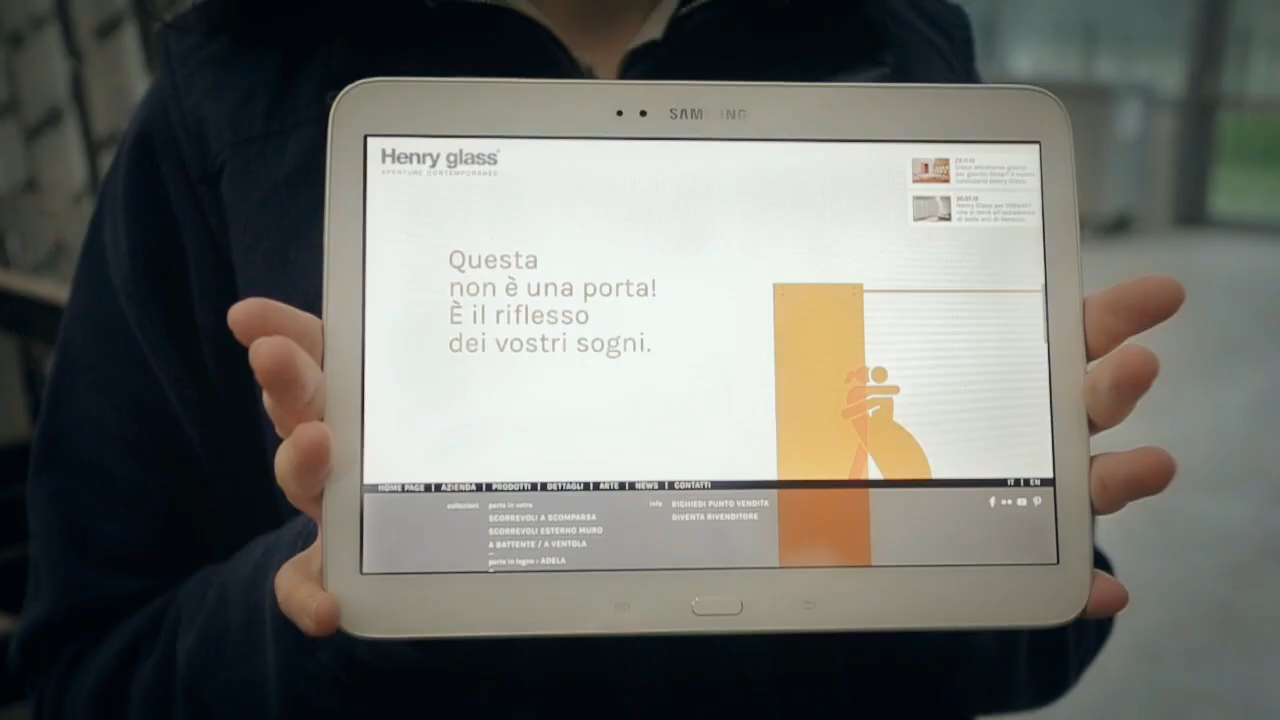 SAMSUNG
Henry glass
APERTURE CONTEMPORANEE
Questa
non è una porta!
È il riflesso
dei vostri sogni.
HOME PAGE | AZIENDA | PRODOTTI | DETTAGLI | ARTE | NEWS | CONTATTI
IT | EN
collezioni
porte in vetro
SCORREVOLI A SCOMPARSA
SCORREVOLI ESTERNO MURO
A BATTENTE / A VENTOLA
porte in legno : ADELA
info
RICHIEDI PUNTO VENDITA
DIVENTA RIVENDITORE